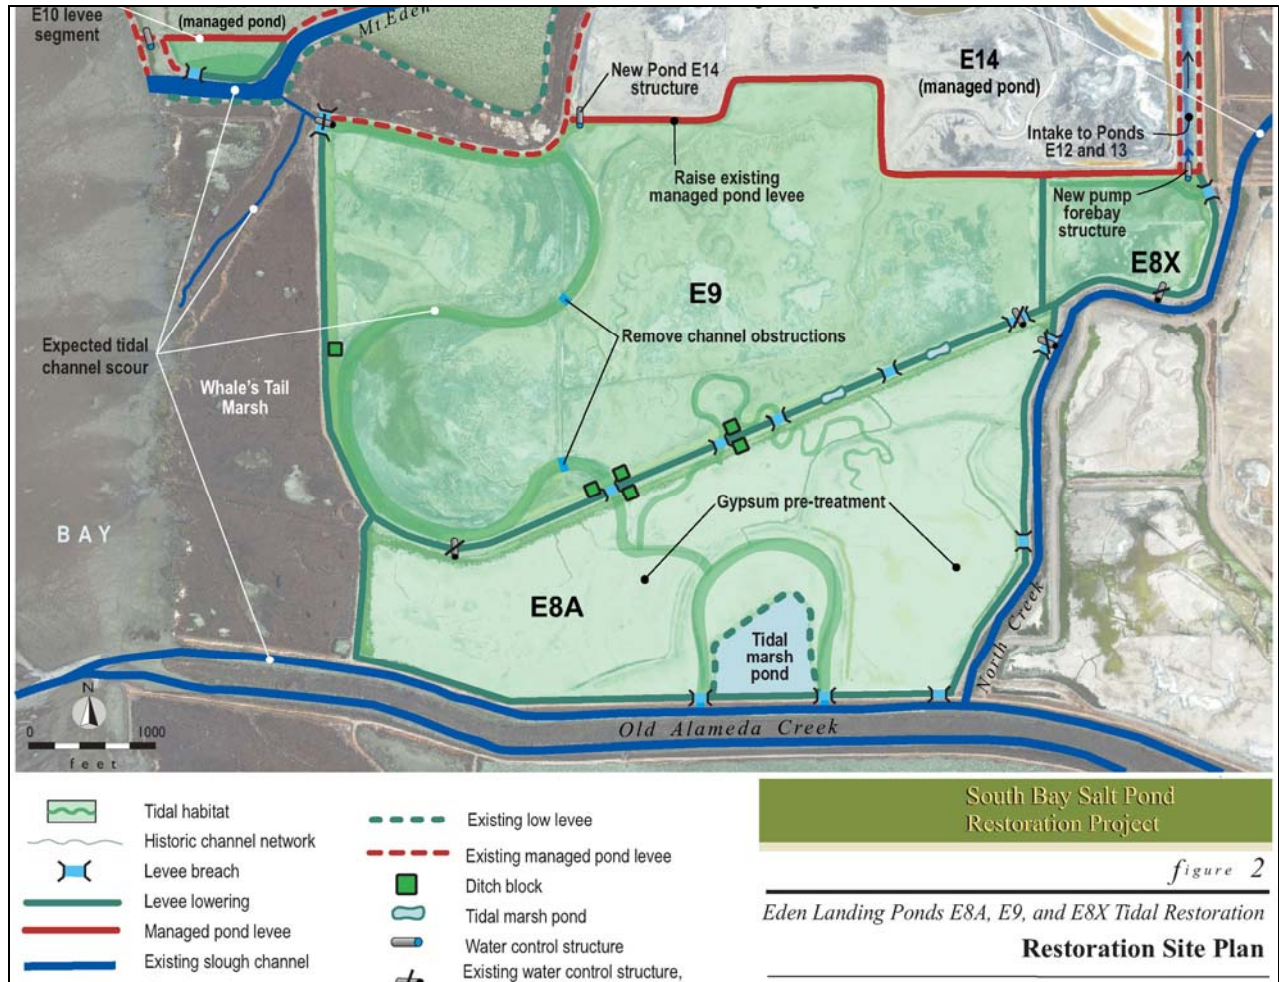 E10 levee
segment
(managed pond)
Mt. Eden
New Pond E14
structure
E14
(managed pond)
Intake to Ponds
E12 and 13
Raise existing
managed pond levee
New pump
forebay
structure
E8X
E9
Remove channel obstructions
Expected tidal
channel scour
Whale's Tail
Marsh
Gypsum pre-treatment
BAY
E8A
Tidal
marsh
pond
North Creek
N
Old Alameda Creek
0 1000
feet
Tidal habitat
Historic channel network
Levee breach
Levee lowering
Managed pond levee
Existing slough channel
Existing low levee
Existing managed pond levee
Ditch block
Tidal marsh pond
Water control structure
Existing water control structure,
South Bay Salt Pond
Restoration Project
figure 2
Eden Landing Ponds E8A, E9, and E8X Tidal Restoration
Restoration Site Plan